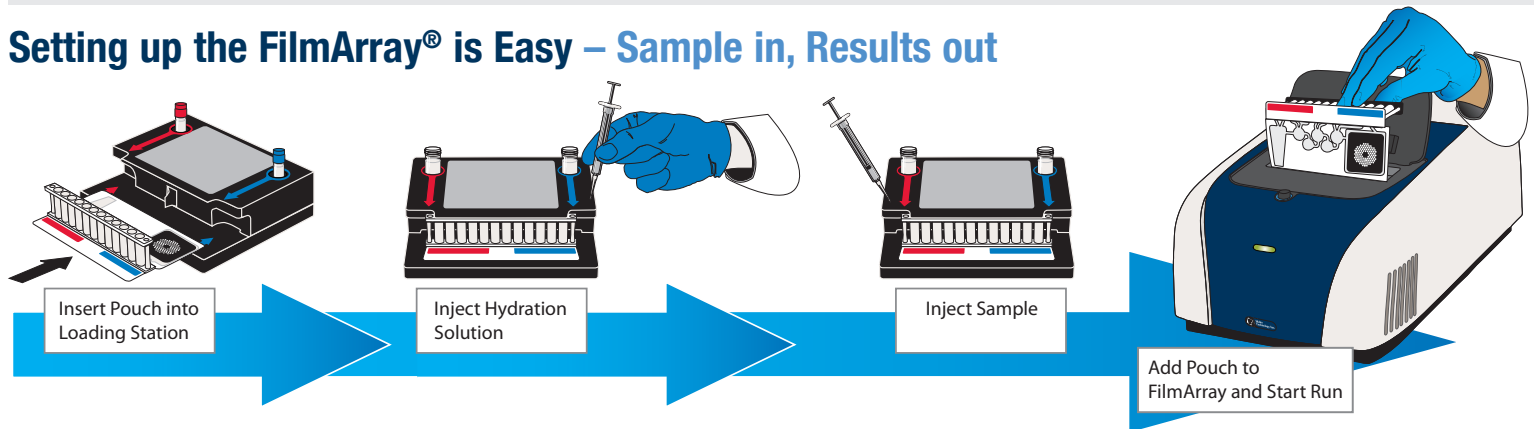 Setting up the FilmArray® is Easy – Sample in, Results out
Insert Pouch into
Loading Station
Inject Hydration
Solution
Inject Sample
Add Pouch to
FilmArray and Start Run